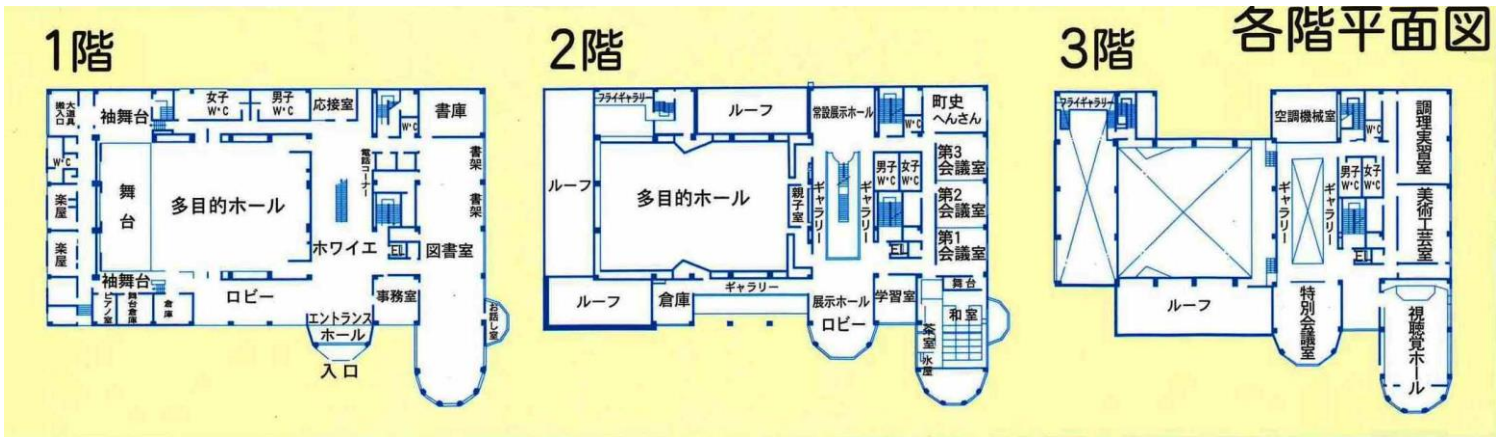 各階平面図
1階
大道具
搬入口
袖舞台
女子
W・C
男子
W・C
応接室
W・C
書庫
W・C
電話コーナー
書架
楽屋
舞台
多目的ホール
書架
楽屋
ホワイエ
EL
図書室
袖舞台
ピアノ室
舞台倉庫
倉庫
ロビー
事務室
お話し室
エントランス
ホール
入口
2階
フライギャラリー
ルーフ
常設展示ホール
W・C
町史
へんさん
ルーフ
多目的ホール
親子室
ギャラリー
ギャラリー
男子
W・C
女子
W・C
第3
会議室
第2
会議室
第1
会議室
EL
ルーフ
倉庫
ギャラリー
展示ホール
ロビー
学習室
舞台
和室
茶室
水屋
3階
フライギャラリー
空調機械室
W・C
調理実習室
ギャラリー
ギャラリー
男子
W・C
女子
W・C
美術工芸室
EL
ルーフ
特別会議室
視聴覚ホール